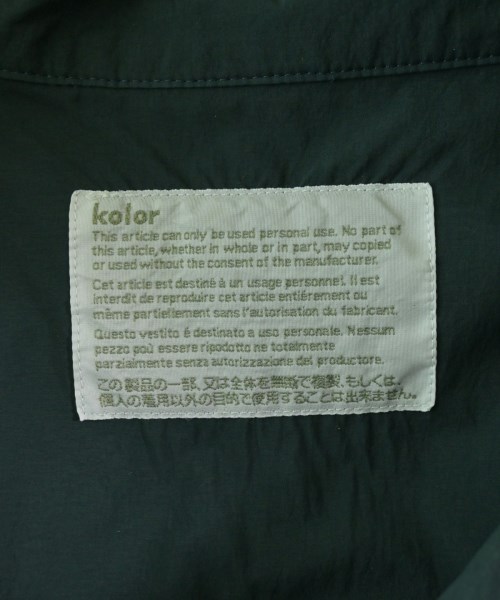 kolor
This article can only be used personal use. No part of
this article, whether in whole or in part, may copied
or used without the consent of the manufacturer.
Cet article est destiné à un usage personnel. Il est
interdit de reproduire cet article entiérement ou
même partiellement sans l'autorisation du fabricant.
Questo vestito é destinato a uso personale. Nessum
pezzo poù essere ripodotto ne totalmente
parzialmente senza autorizzazione del productore.
この製品の一部、又は全体を無断で複製、もしくは、
個人の着用以外の目的で使用することは出来ません。